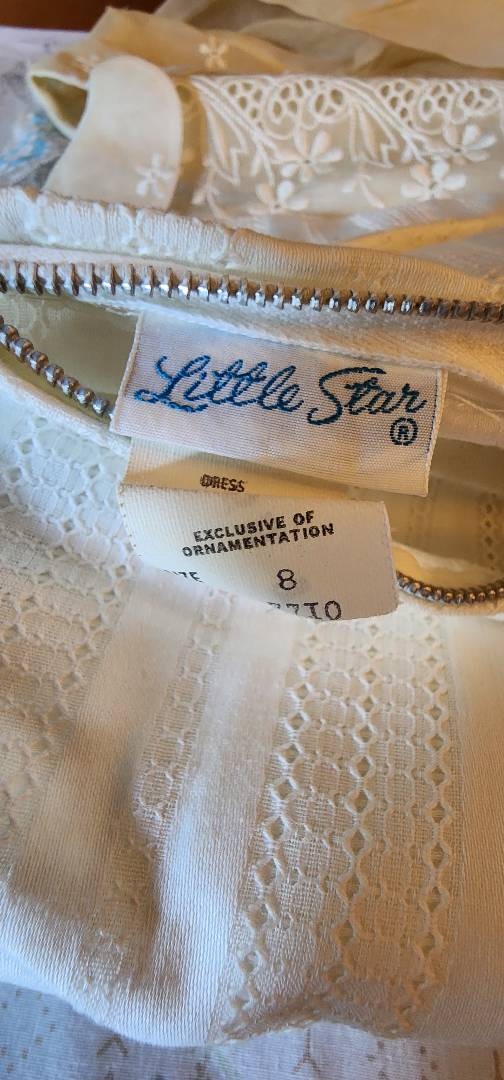 Little Star
®
DRESS
EXCLUSIVE OF
ORNAMENTATION
8